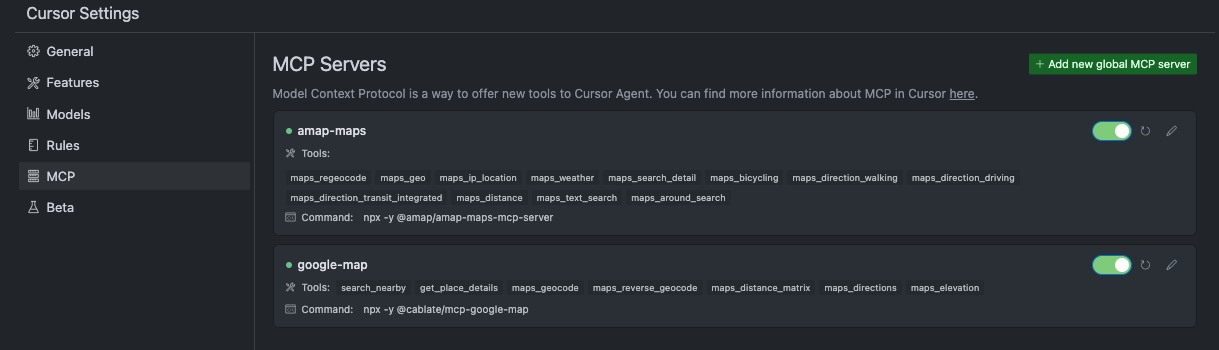 Cursor Settings
General
Features
Models
Rules
MCP
Beta
MCP Servers
+ Add new global MCP server
Model Context Protocol is a way to offer new tools to Cursor Agent. You can find more information about MCP in Cursor here.
amap-maps
Tools:
maps_regeocode maps_geo maps_ip_location maps_weather maps_search_detail maps_bicycling maps_direction_walking maps_direction_driving
maps_direction_transit_integrated maps_distance maps_text_search maps_around_search
Command: npx -y @amap/amap-maps-mcp-server
google-map
Tools: search_nearby get_place_details maps_geocode maps_reverse_geocode maps_distance_matrix maps_directions maps_elevation
Command: npx -y @cablate/mcp-google-map